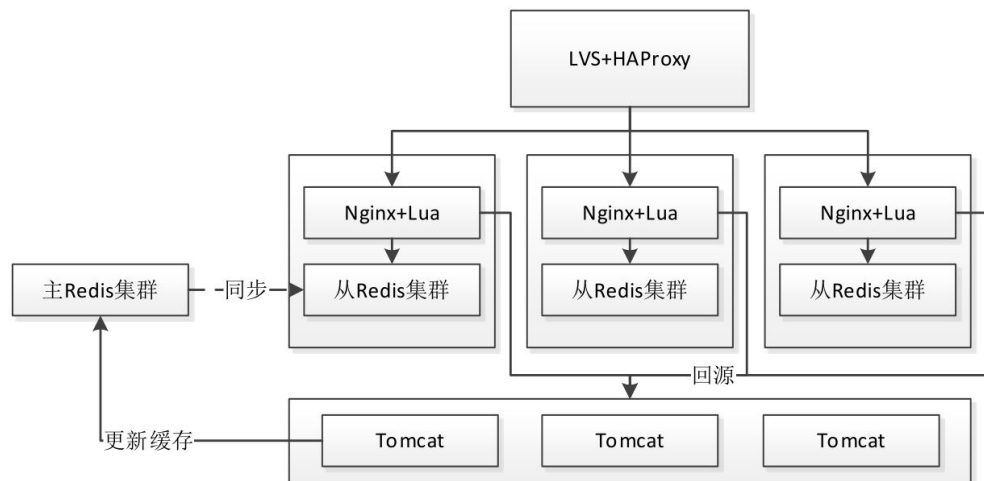 LVS+HAProxy
Nginx+Lua
Nginx+Lua
Nginx+Lua
主Redis集群
同步
从Redis集群
从Redis集群
从Redis集群
回源
更新缓存
Tomcat
Tomcat
Tomcat